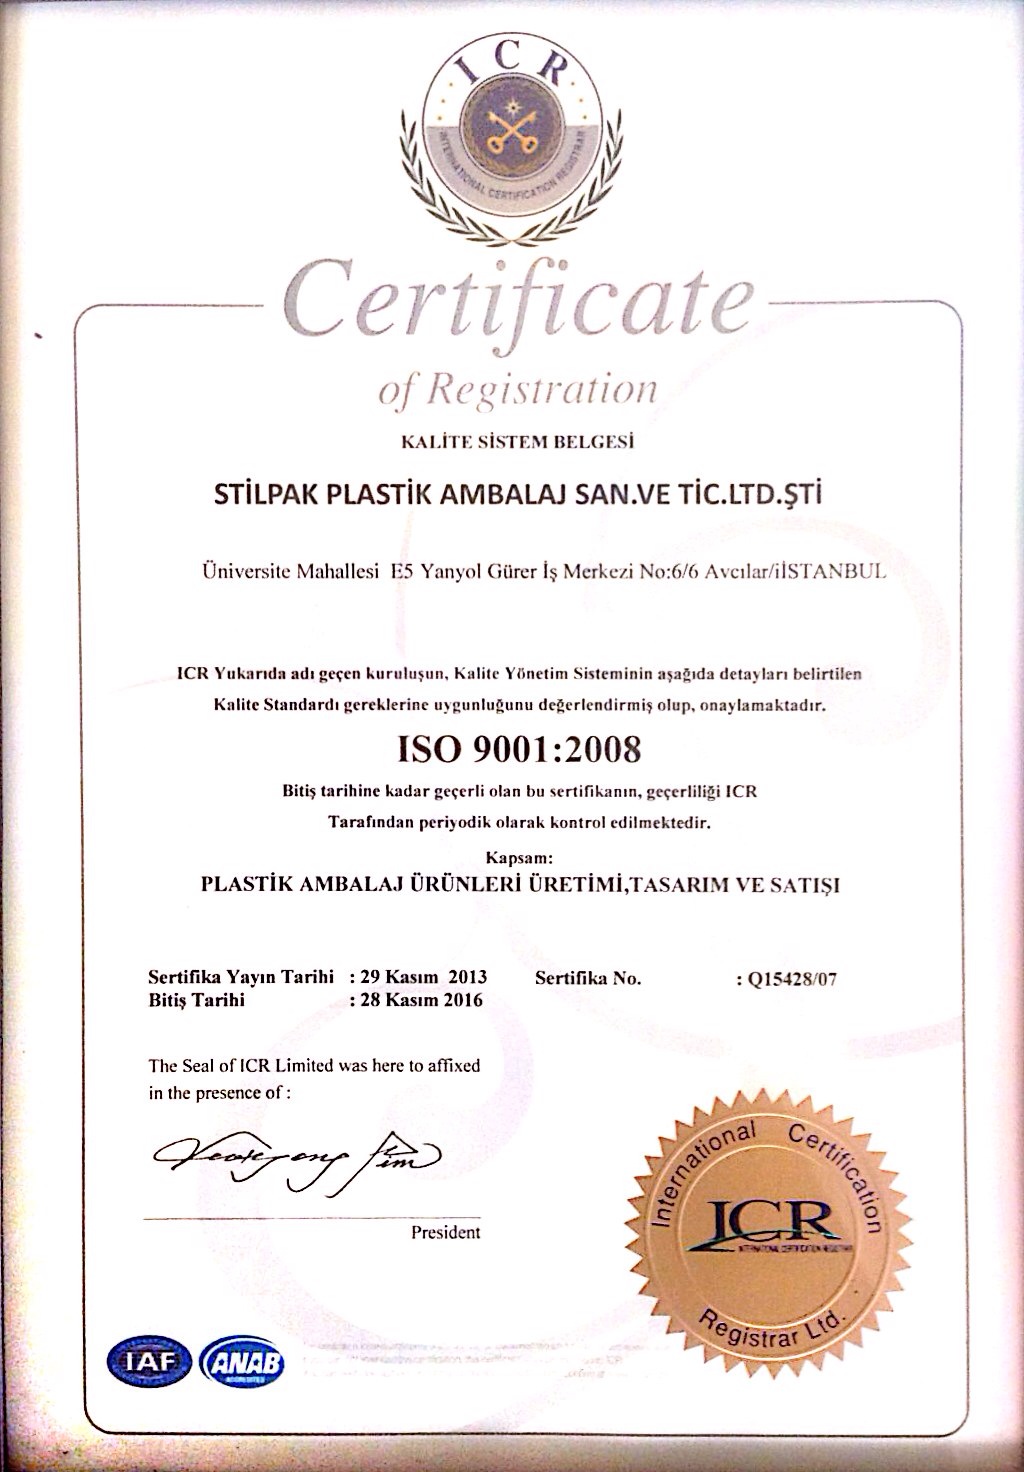 ICR
INTERNATIONAL CERTIFICATION REGISTRAR
Certificate
of Registration
KALİTE SİSTEM BELGESİ
STİLPAK PLASTİK AMBALAJ SAN.VE TİC.LTD.ŞTİ
Üniversite Mahallesi E5 Yanyol Gürer İş Merkezi No:6/6 Avcılar/iİSTANBUL
ICR Yukarıda adı geçen kuruluşun, Kalite Yönetim Sisteminin aşağıda detayları belirtilen
Kalite Standardı gereklerine uygunluğunu değerlendirmiş olup, onaylamaktadır.
ISO 9001:2008
Bitiş tarihine kadar geçerli olan bu sertifikanın, geçerliliği ICR
Tarafından periyodik olarak kontrol edilmektedir.
Kapsam:
PLASTİK AMBALAJ ÜRÜNLERİ ÜRETİMİ,TASARIM VE SATIŞI
Sertifika Yayın Tarihi : 29 Kasım 2013 Sertifika No. : Q15428/07
Bitiş Tarihi : 28 Kasım 2016
The Seal of ICR Limited was here to affixed
in the presence of :
President
International Certification
ICR
INTERNATIONAL CERTIFICATION REGISTRAR
Registrar Ltd.
IAF
ANAB
ACCREDITED